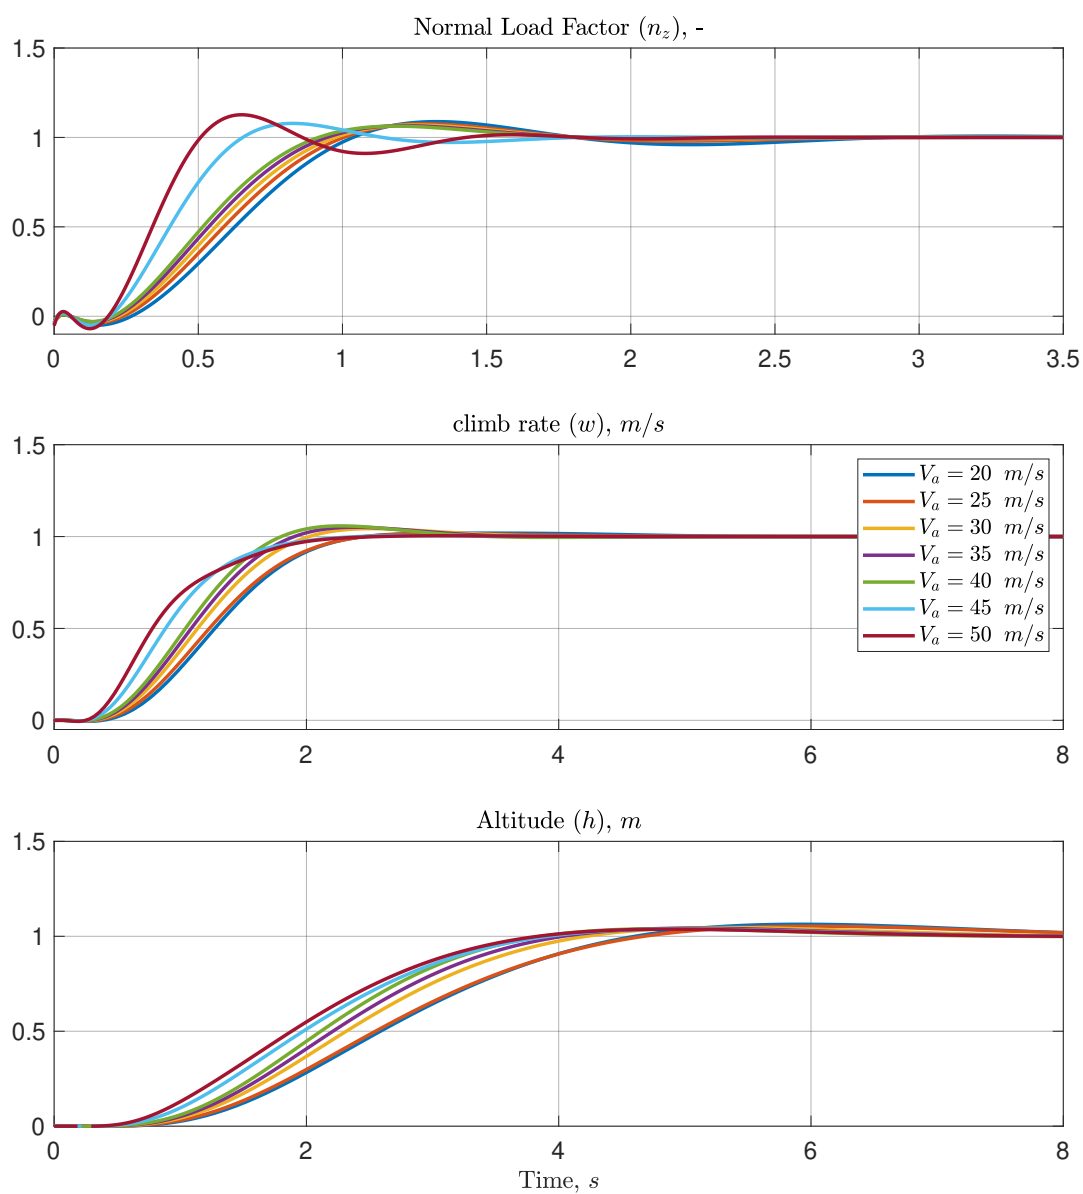 Normal Load Factor (n_z), -
1.5
1
0.5
0
0 0.5 1 1.5 2 2.5 3 3.5
climb rate (w), m/s
1.5
1
0.5
0
V_a = 20 m/s
V_a = 25 m/s
V_a = 30 m/s
V_a = 35 m/s
V_a = 40 m/s
V_a = 45 m/s
V_a = 50 m/s
0 2 4 6 8
Altitude (h), m
1.5
1
0.5
0
0 2 4 6 8
Time, s